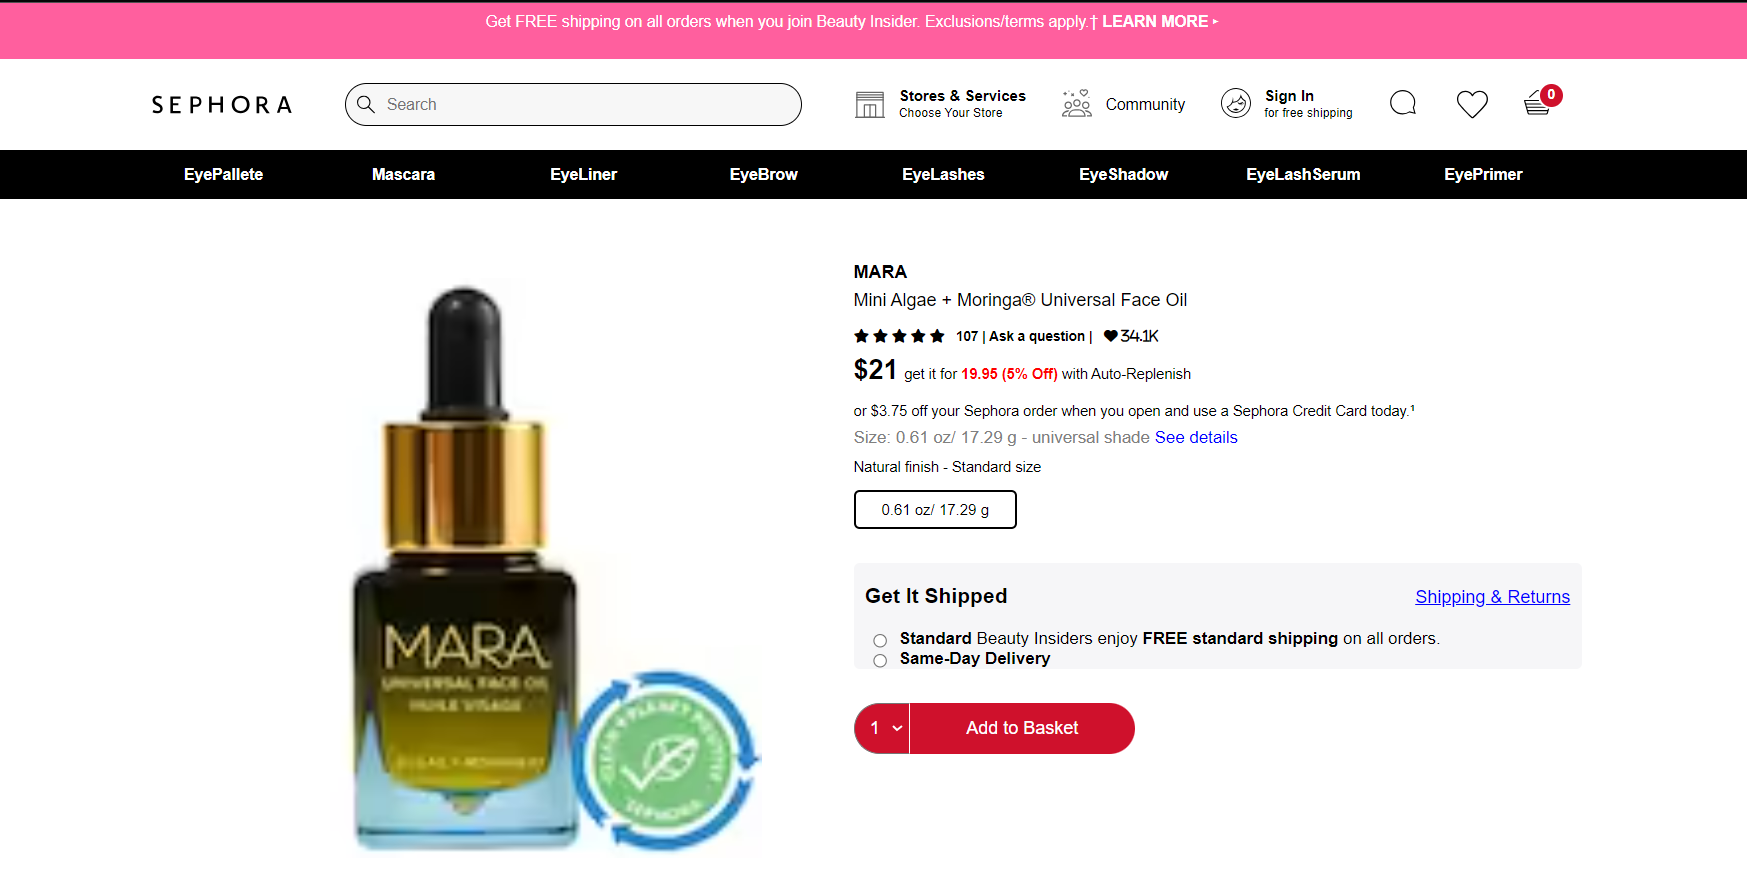 Get FREE shipping on all orders when you join Beauty Insider. Exclusions/terms apply.† LEARN MORE ▸
SEPHORA
Search
Stores & Services
Choose Your Store
Community
Sign In
for free shipping
0
EyePallete Mascara EyeLiner EyeBrow EyeLashes EyeShadow EyeLashSerum EyePrimer
MARA
Mini Algae + Moringa® Universal Face Oil
107 | Ask a question | ♥34.1K
$21 get it for 19.95 (5% Off) with Auto-Replenish
or $3.75 off your Sephora order when you open and use a Sephora Credit Card today.¹
Size: 0.61 oz/ 17.29 g - universal shade See details
Natural finish - Standard size
0.61 oz/ 17.29 g
Get It Shipped
Shipping & Returns
Standard Beauty Insiders enjoy FREE standard shipping on all orders.
Same-Day Delivery
1 Add to Basket
MARA
UNIVERSAL FACE OIL
HUILE VISAGE
CLEAN + PLANET POSITIVE
SEPHORA